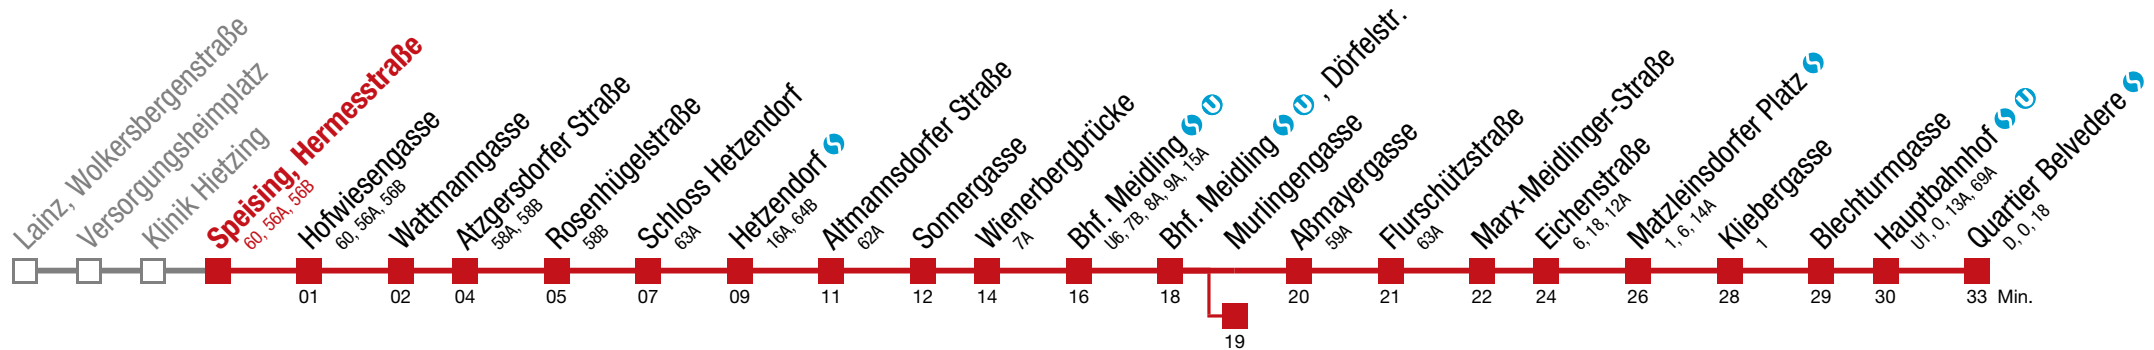 Lainz, Wolkersbergenstraße
Versorgungsheimplatz
Klinik Hietzing
Speising, Hermesstraße
60, 56A, 56B
Hofwiesengasse
60, 56A, 56B
Wattmanngasse
Atzgersdorfer Straße
58A, 58B
Rosenhügelstraße
58B
Schloss Hetzendorf
63A
Hetzendorf S
16A, 64B
Altmannsdorfer Straße
62A
Sonnergasse
Wienerbergbrücke
7A
Bhf. Meidling S U
U6, 7B, 8A, 9A, 15A
Bhf. Meidling S U , Dörfelstr.
Murlingengasse
Aßmayergasse
59A
Flurschützstraße
63A
Marx-Meidlinger-Straße
Eichenstraße
6, 18, 12A
Matzleinsdorfer Platz S
1, 6, 14A
Kliebergasse
1
Blechturmgasse
Hauptbahnhof S U
U1, O, 13A, 69A
Quartier Belvedere S
D, O, 18
01 02 04 05 07 09 11 12 14 16 18 20 21 22 24 26 28 29 30 33 Min.
19